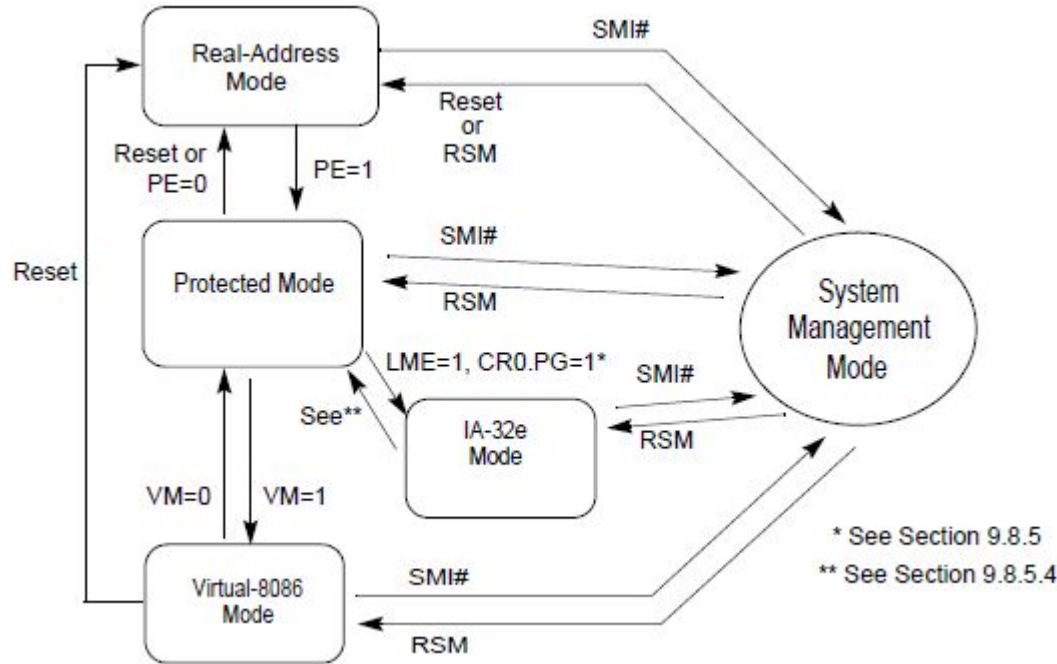 SMI#
Real-Address
Mode
Reset
or
RSM
Reset or
PE=0
PE=1
SMI#
Reset
Protected Mode
RSM
System
Management
Mode
LME=1, CR0.PG=1*
SMI#
See**
IA-32e
Mode
RSM
VM=0
VM=1
* See Section 9.8.5
** See Section 9.8.5.4
Virtual-8086
Mode
SMI#
RSM